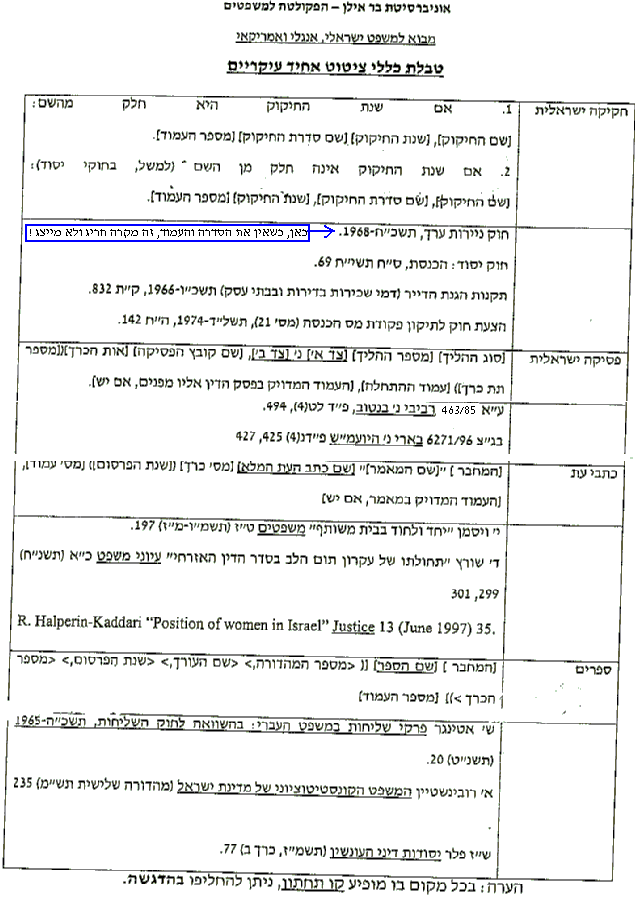 אוניברסיטת בר אילן – הפקולטה למשפטים
מבוא למשפט ישראלי, אנגלי ואמריקאי
טבלת כללי ציטוט אחיד עיקריים
חקיקה ישראלית
1. אם שנת החיקוק היא חלק מהשם:
[שם החיקוק], [שנת החיקוק] [שם סדרת החיקוק] [מספר העמוד].
2. אם שנת החיקוק אינה חלק מן השם (למשל, בחוקי יסוד):
[שם החיקוק], [שם סדרת החיקוק], [שנת החיקוק] [מספר העמוד].
חוק ניירות ערך, תשכ״ח-1968.
כאן, כשאין את הסדרה והעמוד, זה מקרה חריג ולא מייצג !
חוק יסוד: הכנסת, ס״ח תשי״ח 69.
תקנות הגנת הדייר (דמי שכירות בדירות ובבתי עסק) תשכ״ו-1966, ק״ת 832.
הצעת חוק לתיקון פקודת מס הכנסה (מס׳ 21), תשל״ד-1974, ה״ח 142.
פסיקה ישראלית
[סוג ההליך] [מספר ההליך] [צד א׳] נ׳ [צד ב׳], [שם קובץ הפסיקה] [אות הכרך]([מספר
תת כרך]) [עמוד ההתחלה], [העמוד המדויק בפסק הדין אליו מפנים, אם יש].
ע״א 463/85 רביבי נ׳ בנטוב, פ״ד לט(4), 494.
בג״צ 6271/96 בארי נ׳ היועמ״ש פ״דנ(4) 425, 427
כתבי עת
[המחבר] ״[שם המאמר]״ [שם כתב העת המלא] [מס׳ כרך] ([שנת הפרסום]) [מס׳ עמוד],
[העמוד המדויק במאמר, אם יש]
י׳ ויסמן ״יחד ולחוד בבית משותף״ משפטים ט״ז (תשמ״ו-מ״ז) 197.
ד׳ שורץ ״תחולתו של עקרון תום הלב בסדר הדין האזרחי״ עיוני משפט כ״א (תשנ״ח)
299, 301
R. Halperin-Kaddari “Position of women in Israel” Justice 13 (June 1997) 35.
ספרים
[המחבר] [שם הספר] [( <מספר המהדורה,> <שם העורך,> <שנת הפרסום,> <מספר
הכרך >)] [מספר העמוד]
ש׳ אטינגר פרקי שליחות במשפט העברי: בהשוואה לחוק השליחות, תשכ״ה-1965
(תשנ״ט) 20.
א׳ רובינשטיין המשפט הקונסטיטוציוני של מדינת ישראל (מהדורה שלישית תש״מ) 235
.
ש״ז פלר יסודות דיני העונשין (תשמ״ז, כרך ב) 77.
הערה: בכל מקום בו מופיע קו תחתון, ניתן להחליפו בהדגשה.